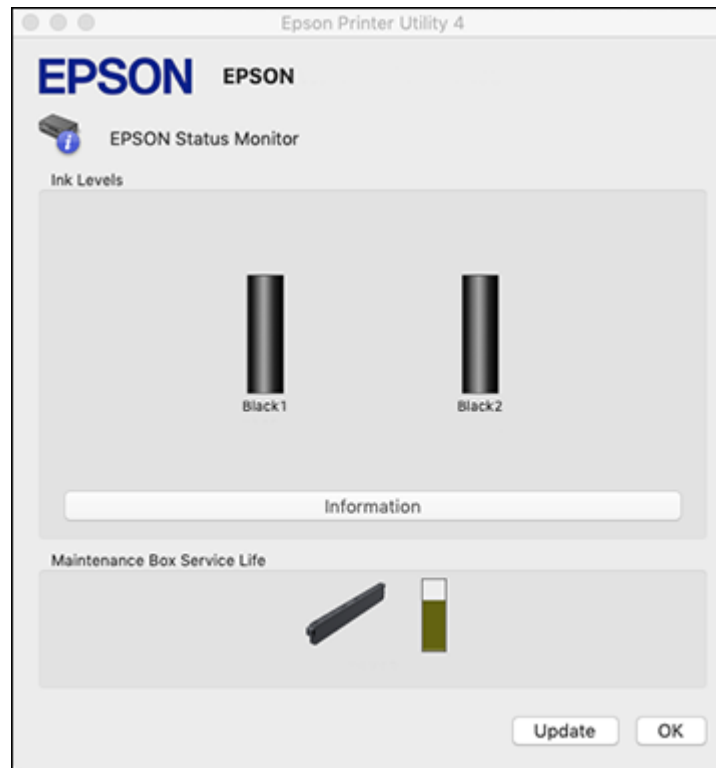 Epson Printer Utility 4
EPSON EPSON
EPSON Status Monitor
Ink Levels
Black1 Black2
Information
Maintenance Box Service Life
Update OK